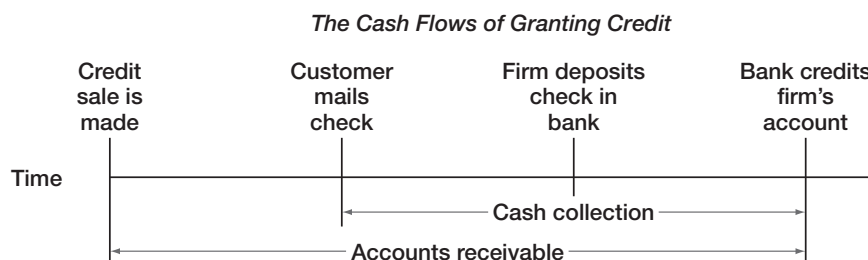 The Cash Flows of Granting Credit
Credit
sale is
made
Customer
mails
check
Firm deposits
check in
bank
Bank credits
firm's
account
Time
Cash collection
Accounts receivable